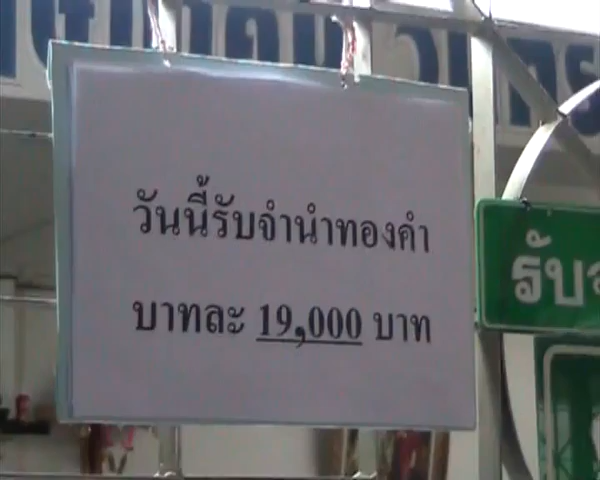 วันนี้รับจำนำทองคำ
บาทละ 19,000 บาท
รับ